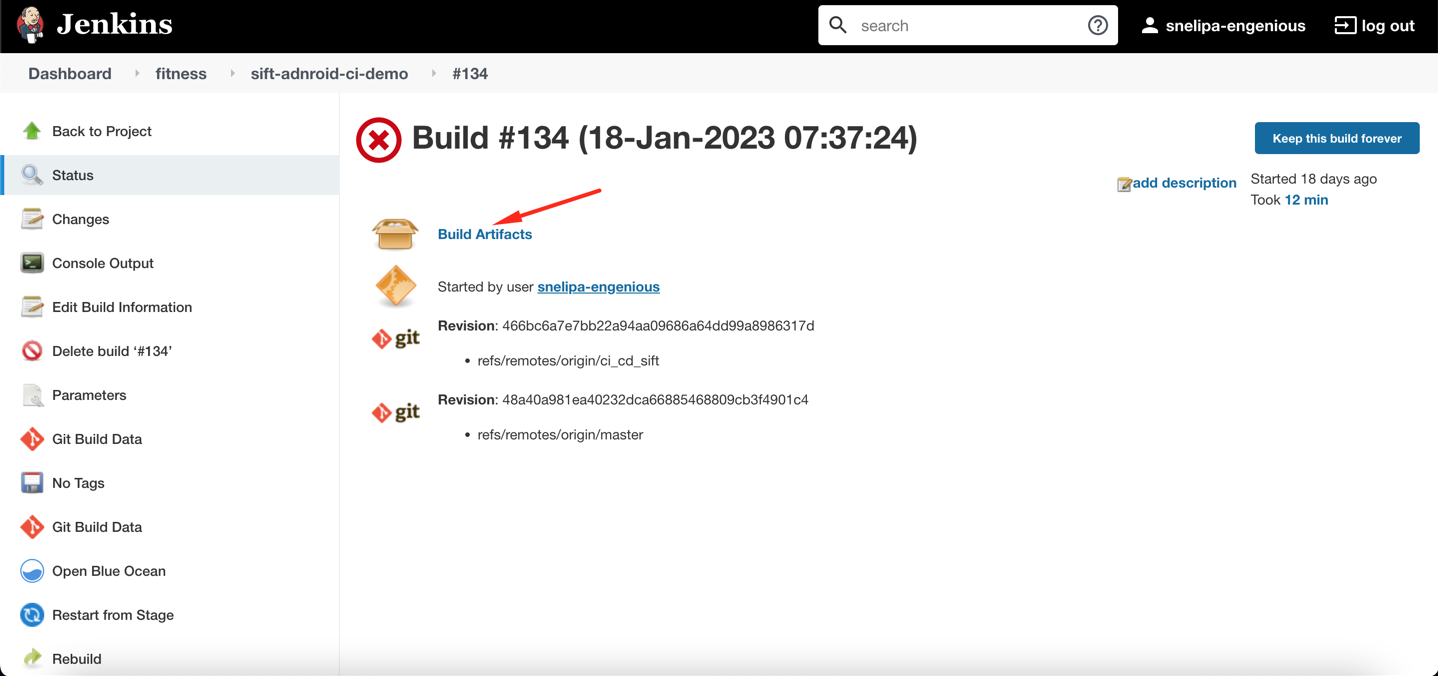 Jenkins
search
snelipa-engenious
log out
Dashboard
fitness
sift-adnroid-ci-demo
#134
Back to Project
Status
Changes
Console Output
Edit Build Information
Delete build ‘#134’
Parameters
Git Build Data
No Tags
Git Build Data
Open Blue Ocean
Restart from Stage
Rebuild
Build #134 (18-Jan-2023 07:37:24)
Keep this build forever
add description
Started 18 days ago
Took 12 min
Build Artifacts
Started by user snelipa-engenious
git
Revision: 466bc6a7e7bb22a94aa09686a64dd99a8986317d
• refs/remotes/origin/ci_cd_sift
git
Revision: 48a40a981ea40232dca66885468809cb3f4901c4
• refs/remotes/origin/master